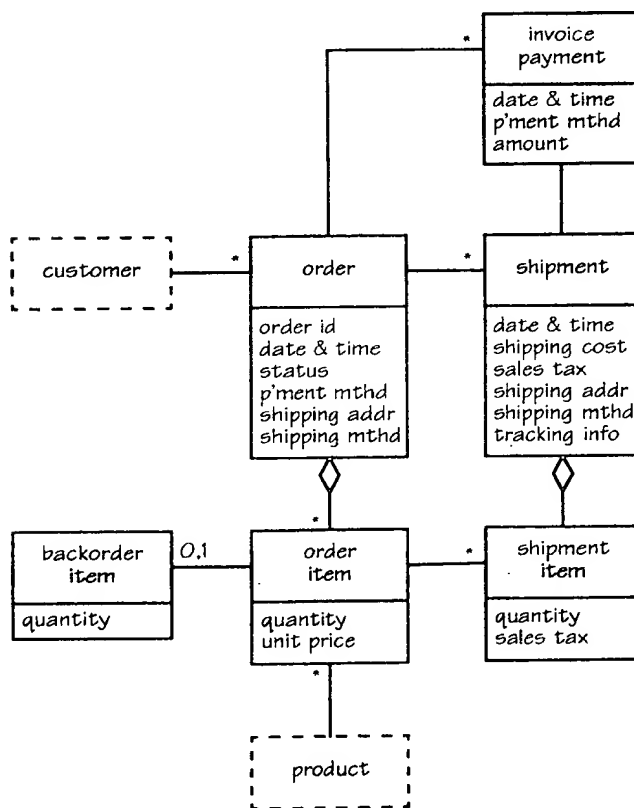 *
invoice
payment
date & time
p'ment mthd
amount
customer
*
order
*
shipment
order id
date & time
status
p'ment mthd
shipping addr
shipping mthd
date & time
shipping cost
sales tax
shipping addr
shipping mthd
tracking info
backorder
item
0,1
*
order
item
*
shipment
item
quantity
quantity
unit price
quantity
sales tax
*
product